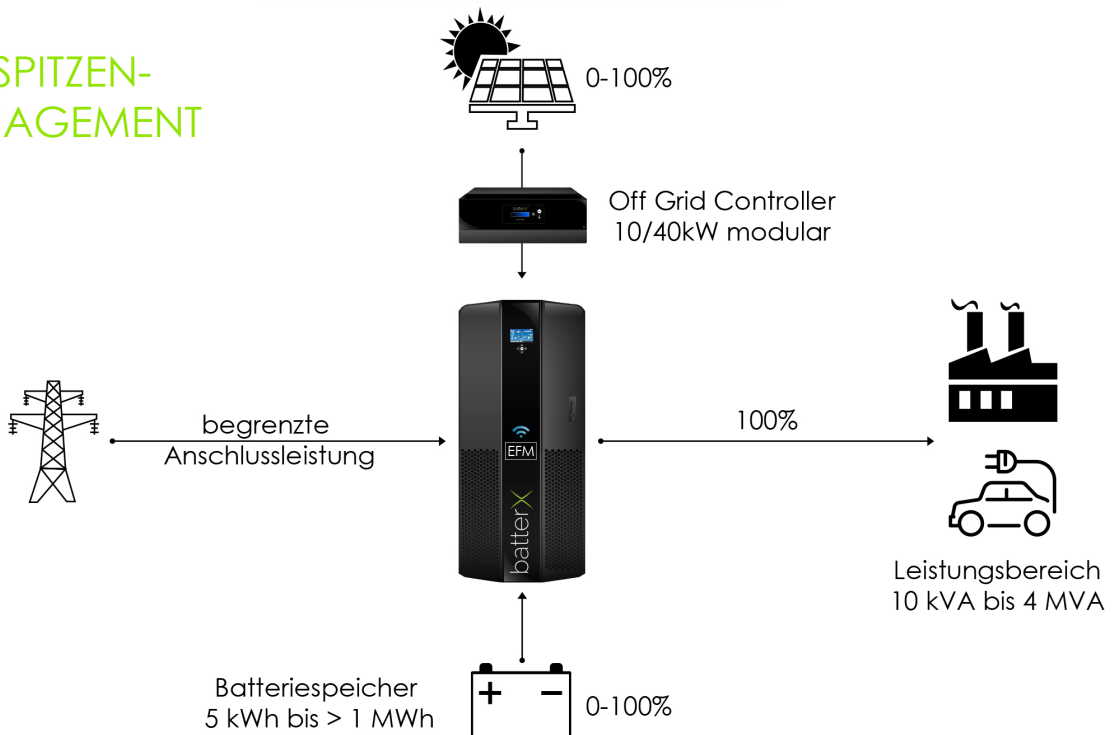 SPITZEN-
AGEMENT
0-100%
Off Grid Controller
10/40kW modular
begrenzte
Anschlussleistung
EFM
batterX
100%
Leistungsbereich
10 kVA bis 4 MVA
Batteriespeicher
5 kWh bis > 1 MWh
+ −
0-100%